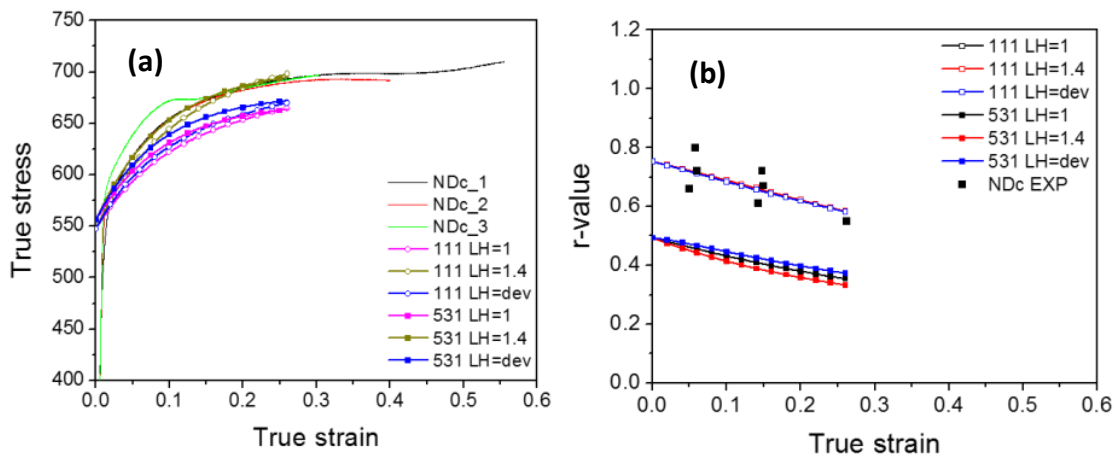 (a)
True stress
750
700
650
600
550
500
450
400
0.0 0.1 0.2 0.3 0.4 0.5 0.6
True strain
NDc_1
NDc_2
NDc_3
111 LH=1
111 LH=1.4
111 LH=dev
531 LH=1
531 LH=1.4
531 LH=dev
(b)
r-value
1.2
1.0
0.8
0.6
0.4
0.2
0.0
0.0 0.1 0.2 0.3 0.4 0.5 0.6
True strain
111 LH=1
111 LH=1.4
111 LH=dev
531 LH=1
531 LH=1.4
531 LH=dev
NDc EXP